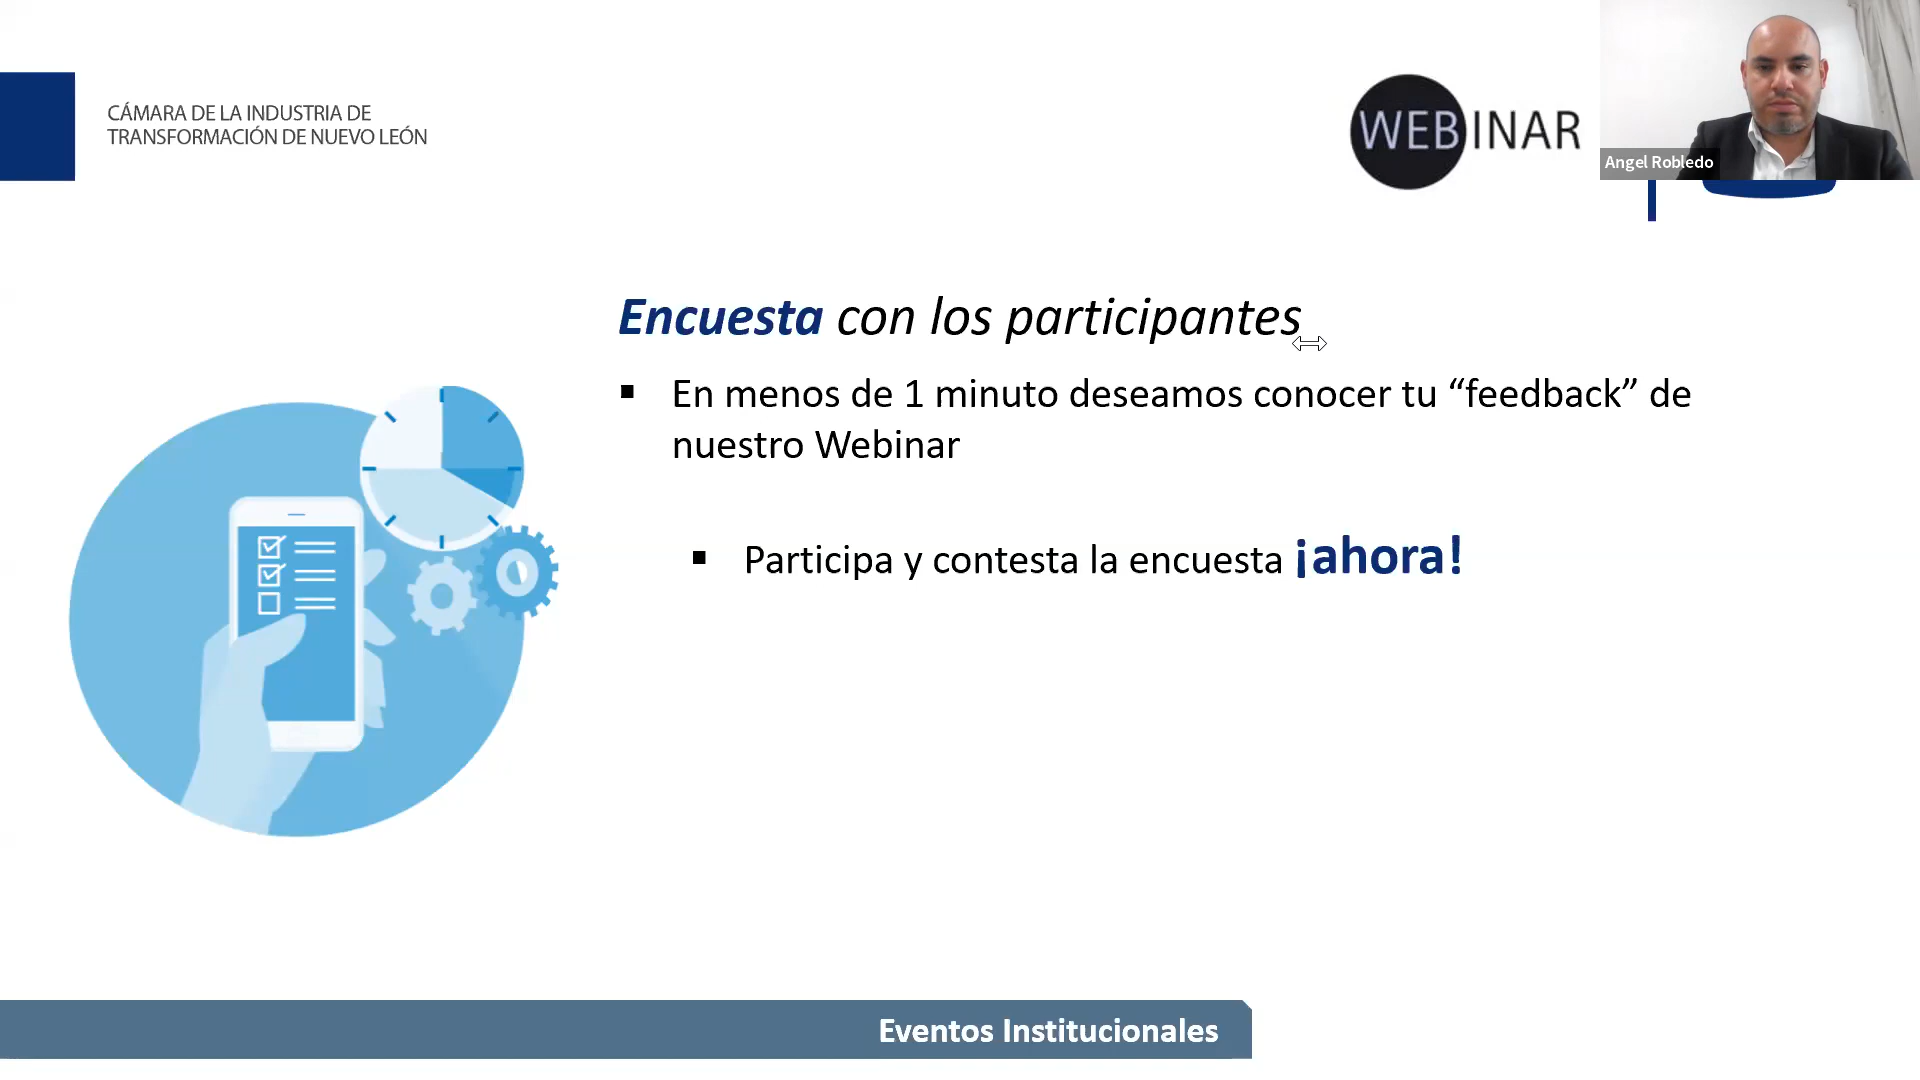 CÁMARA DE LA INDUSTRIA DE
TRANSFORMACIÓN DE NUEVO LEÓN
WEBINAR
Angel Robledo
Encuesta con los participantes
▪ En menos de 1 minuto deseamos conocer tu “feedback” de
nuestro Webinar
▪ Participa y contesta la encuesta ¡ahora!
Eventos Institucionales